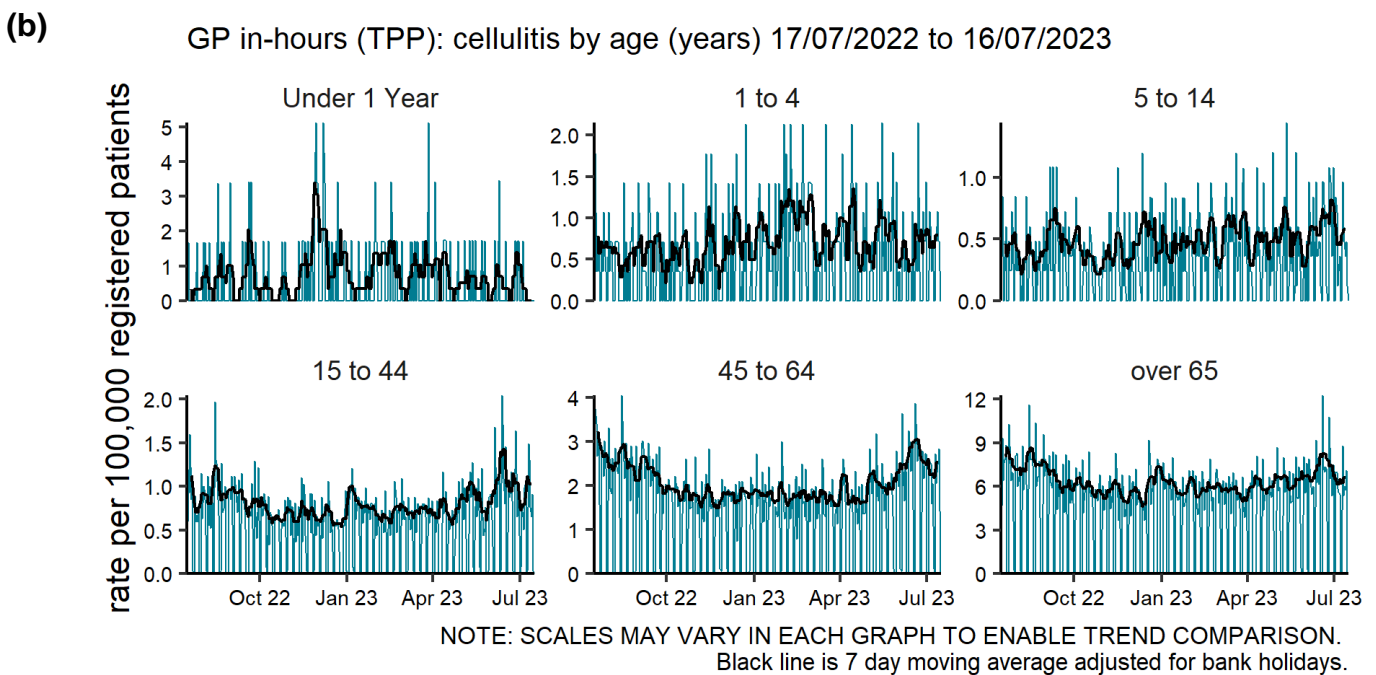 (b)
GP in-hours (TPP): cellulitis by age (years) 17/07/2022 to 16/07/2023
rate per 100,000 registered patients
Under 1 Year
5
4
3
2
1
0
1 to 4
2.0
1.5
1.0
0.5
0.0
5 to 14
1.0
0.5
0.0
15 to 44
2.0
1.5
1.0
0.5
0.0
Oct 22 Jan 23 Apr 23 Jul 23
45 to 64
4
3
2
1
0
Oct 22 Jan 23 Apr 23 Jul 23
over 65
12
9
6
3
0
Oct 22 Jan 23 Apr 23 Jul 23
NOTE: SCALES MAY VARY IN EACH GRAPH TO ENABLE TREND COMPARISON.
Black line is 7 day moving average adjusted for bank holidays.